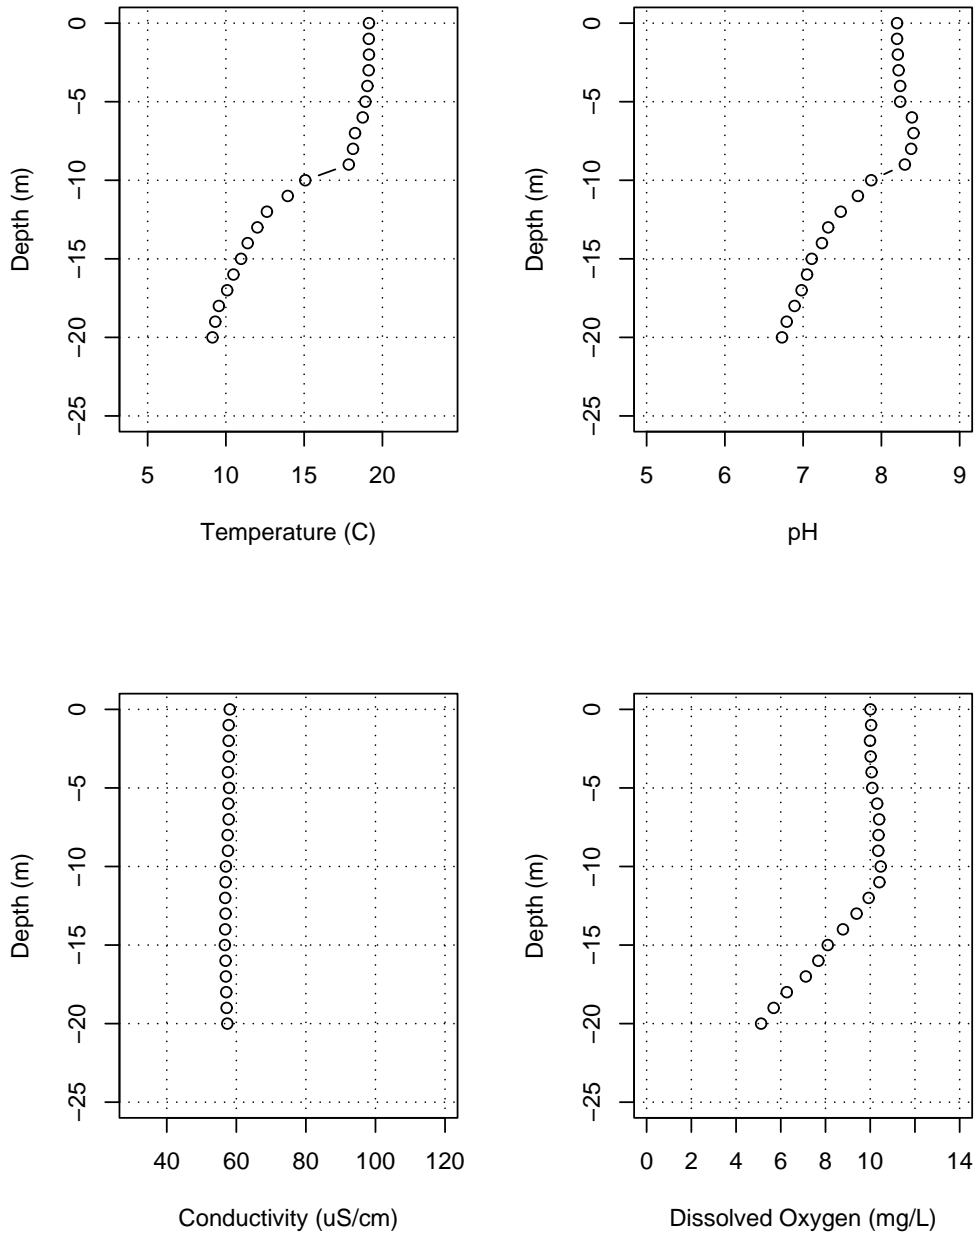 0
−5
−10
−15
−20
−25
Depth (m)
5 10 15 20
Temperature (C)
0
−5
−10
−15
−20
−25
Depth (m)
5 6 7 8 9
pH
0
−5
−10
−15
−20
−25
Depth (m)
40 60 80 100 120
Conductivity (uS/cm)
0
−5
−10
−15
−20
−25
Depth (m)
0 2 4 6 8 10 14
Dissolved Oxygen (mg/L)